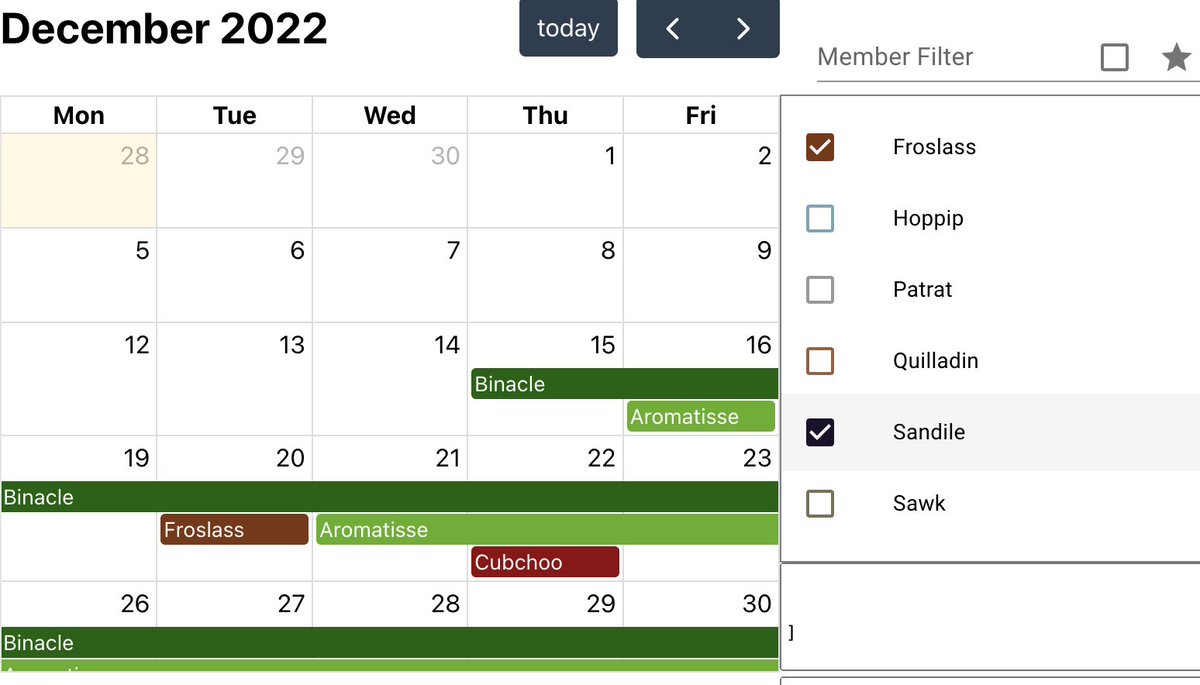 December 2022
today
Member Filter
Mon Tue Wed Thu Fri
28 29 30 1 2
5 6 7 8 9
12 13 14 15 16
Binacle
Aromatisse
19 20 21 22 23
Binacle
Froslass Aromatisse
Cubchoo
26 27 28 29 30
Binacle
Froslass
Hoppip
Patrat
Quilladin
Sandile
Sawk
]